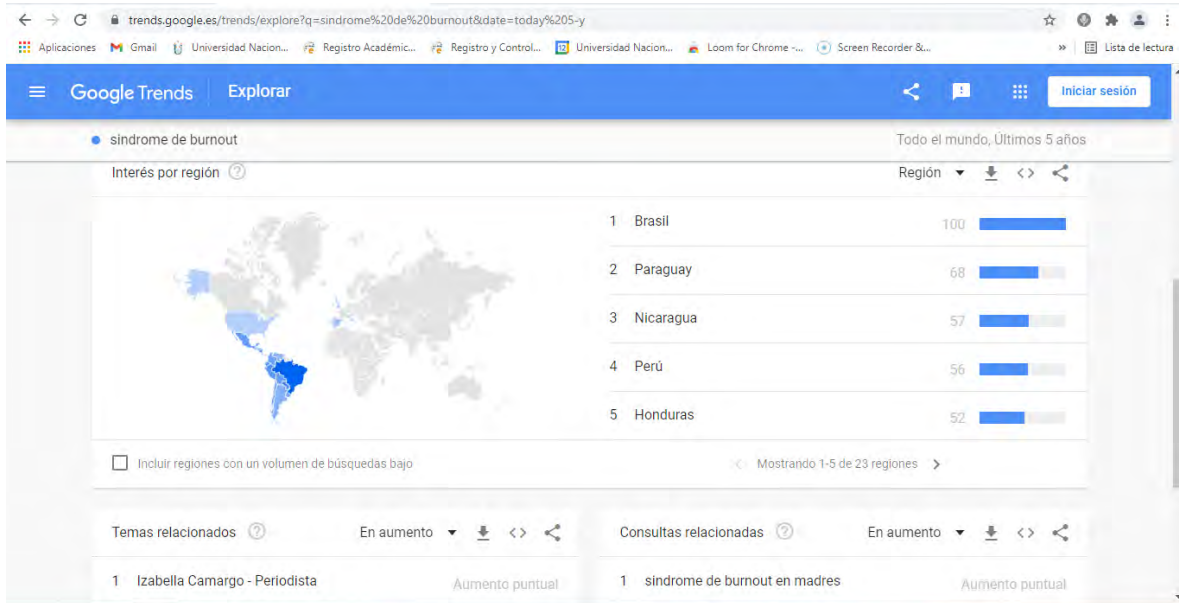 trends.google.es/trends/explore?q=sindrome%20de%20burnout&date=today%205-y
Aplicaciones Gmail Universidad Nacion... Registro Académic... Registro y Control... Universidad Nacion... Loom for Chrome -... Screen Recorder &... » Lista de lectura
Google Trends Explorar Iniciar sesión
sindrome de burnout Todo el mundo, Últimos 5 años
Interés por región Región
1 Brasil 100
2 Paraguay 68
3 Nicaragua 57
4 Perú 56
5 Honduras 52
Incluir regiones con un volumen de búsquedas bajo Mostrando 1-5 de 23 regiones
Temas relacionados En aumento
Consultas relacionadas En aumento
1 Izabella Camargo - Periodista Aumento puntual
1 sindrome de burnout en madres Aumento puntual